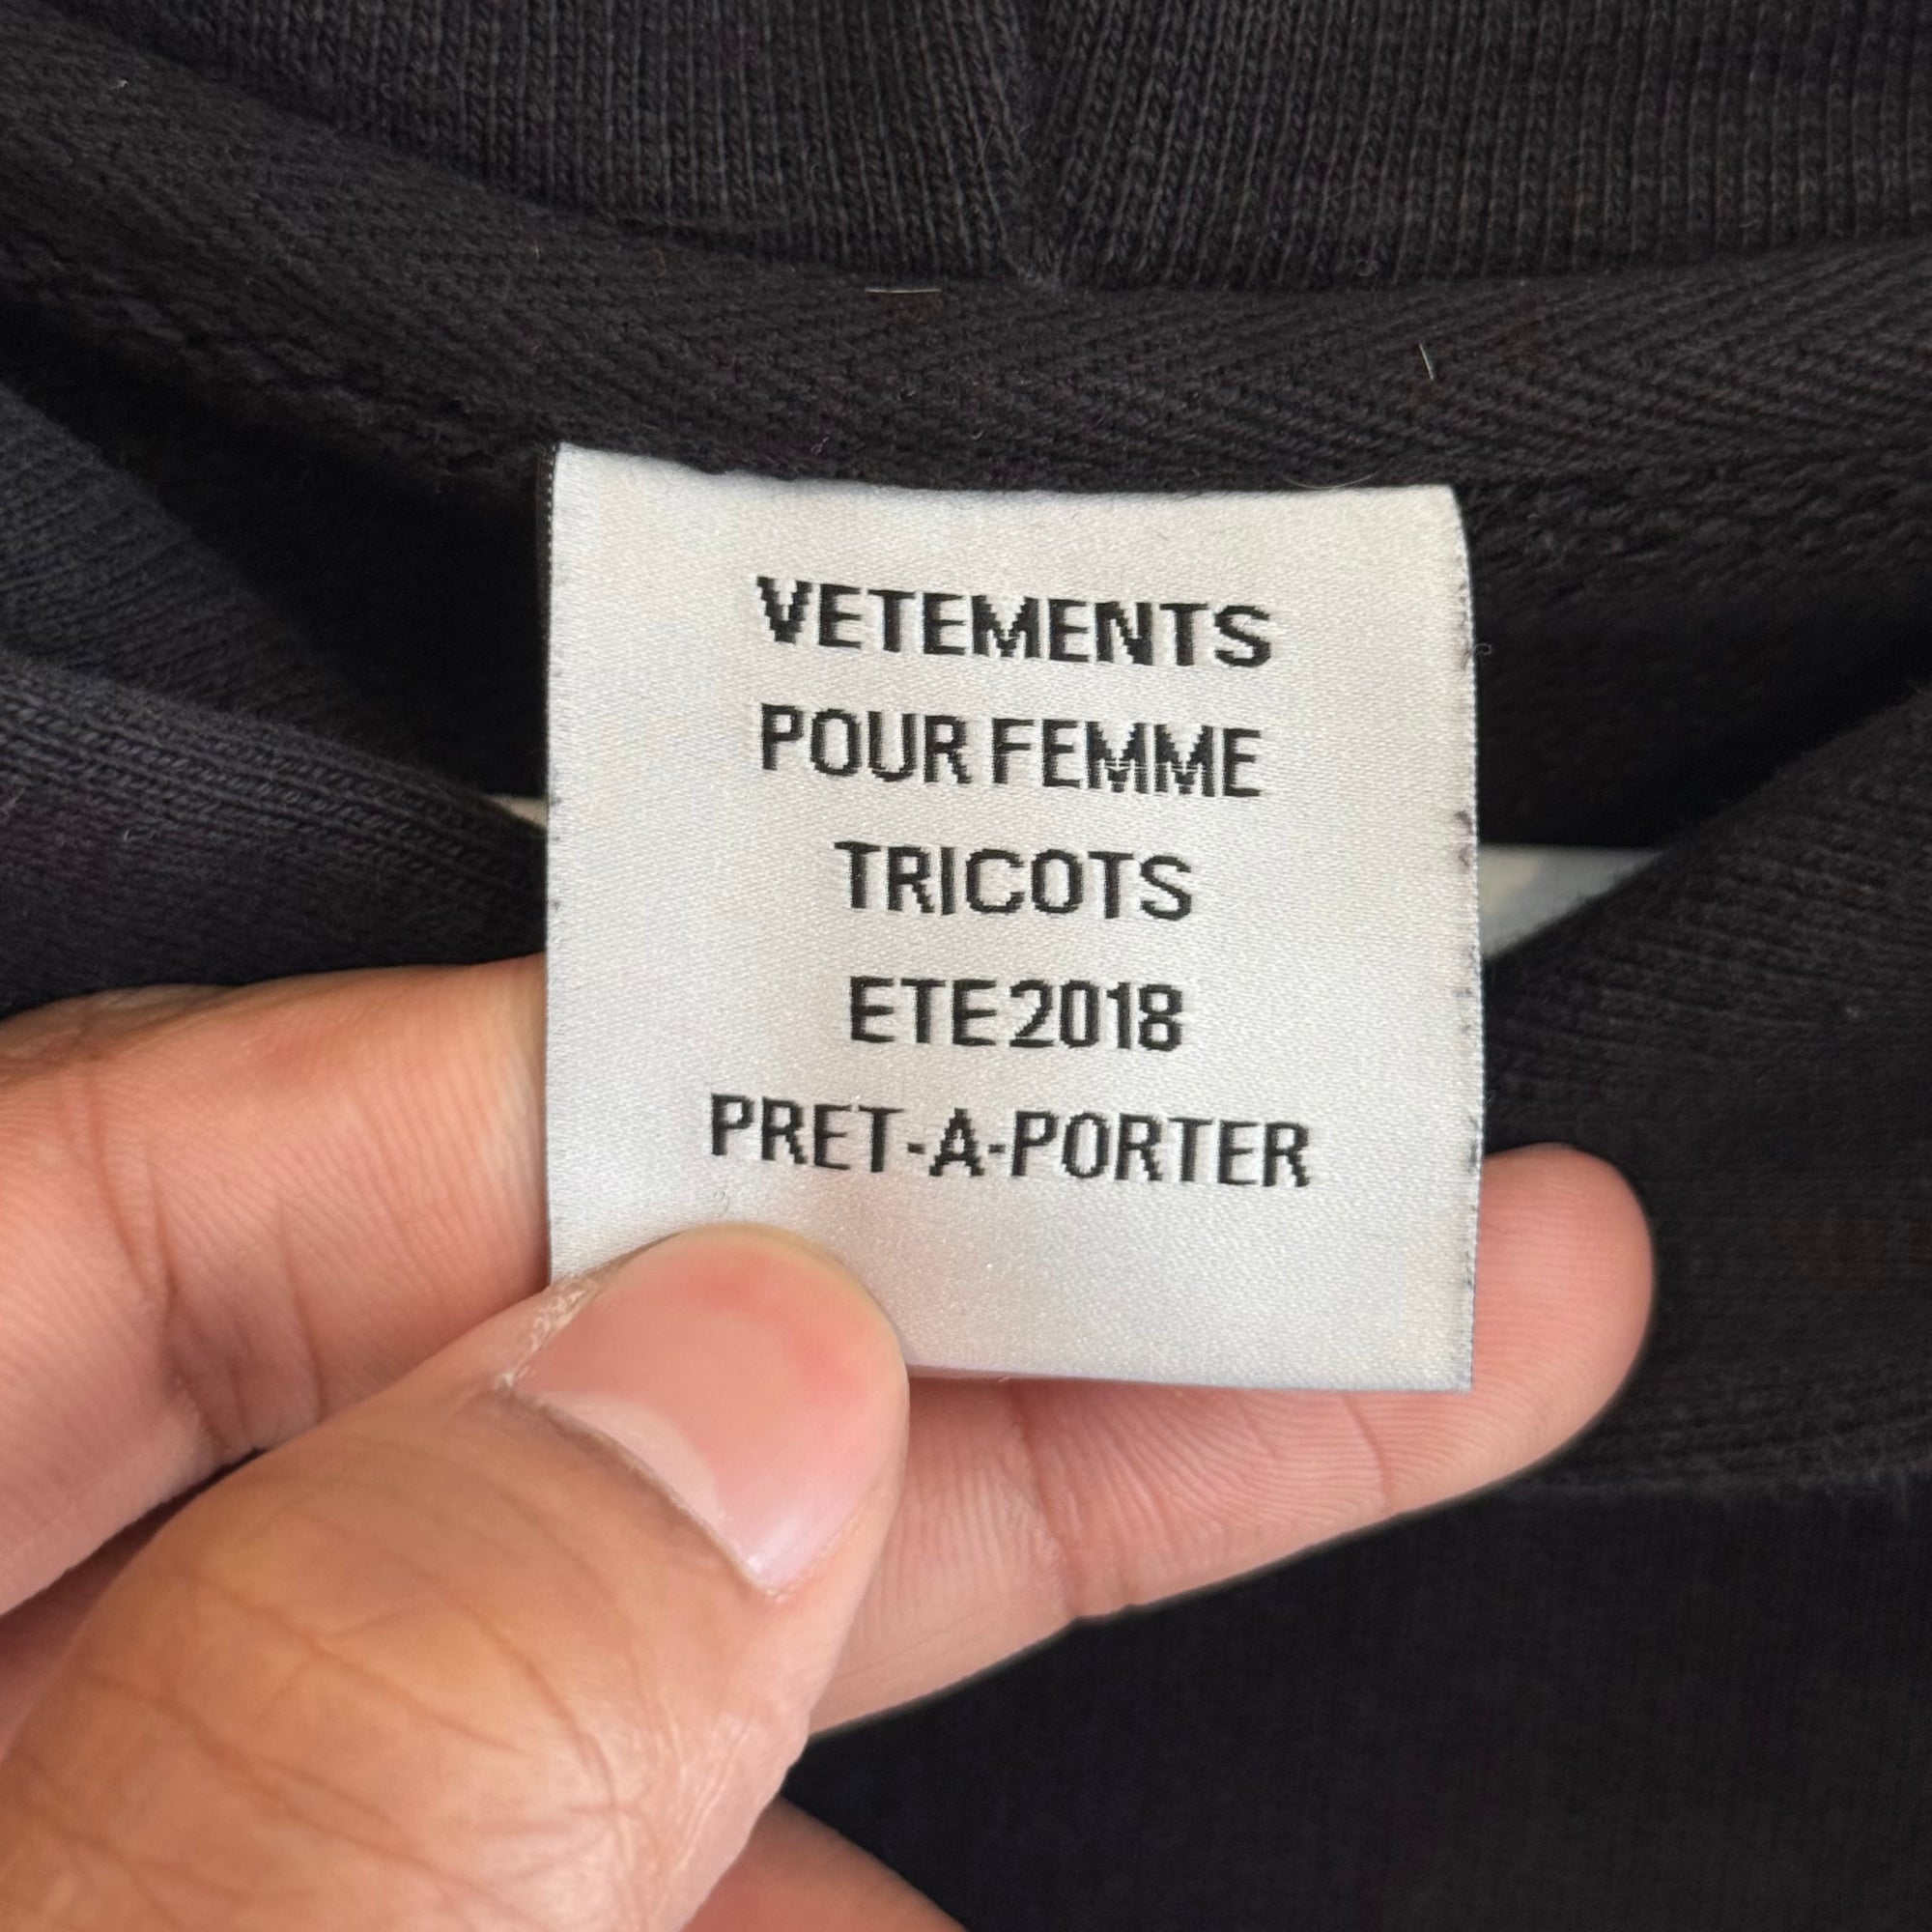 VETEMENTS
POUR FEMME
TRICOTS
ETE 2018
PRET-A-PORTER